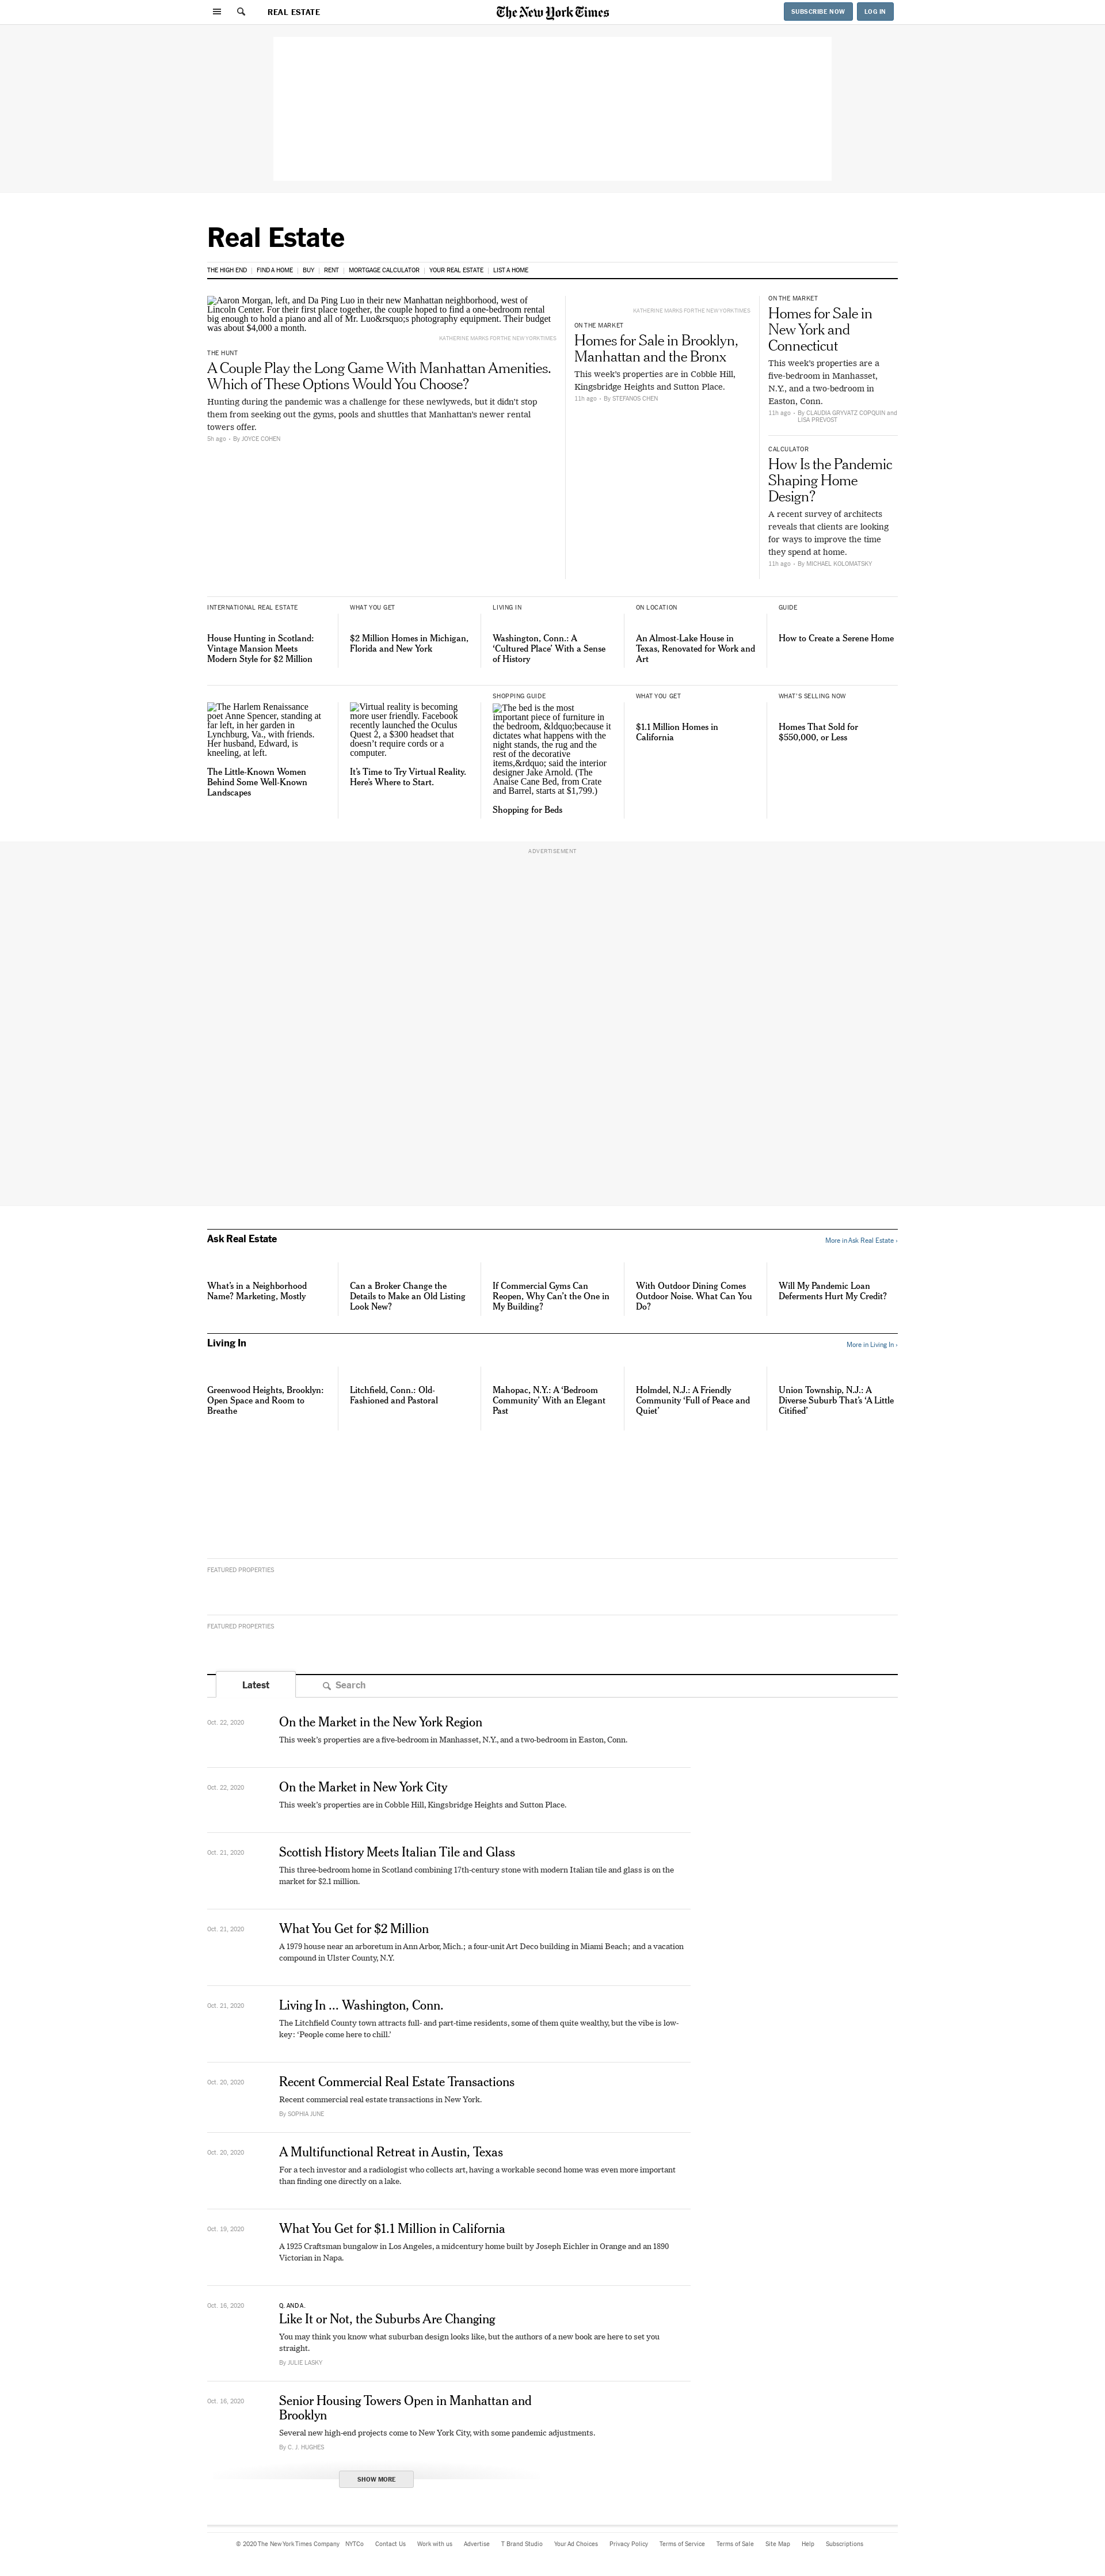 REAL ESTATE
The New York Times
SUBSCRIBE NOW
LOG IN
Real Estate
THE HIGH END | FIND A HOME | BUY | RENT | MORTGAGE CALCULATOR | YOUR REAL ESTATE | LIST A HOME
Aaron Morgan, left, and Da Ping Luo in their new Manhattan neighborhood, west of
Lincoln Center. For their first place together, the couple hoped to find a one-bedroom rental
big enough to hold a piano and all of Mr. Luo&rsquo;s photography equipment. Their budget
was about $4,000 a month.
KATHERINE MARKS FOR THE NEW YORK TIMES
THE HUNT
A Couple Play the Long Game With Manhattan Amenities.
Which of These Options Would You Choose?
Hunting during the pandemic was a challenge for these newlyweds, but it didn't stop
them from seeking out the gyms, pools and shuttles that Manhattan's newer rental
towers offer.
5h ago • By JOYCE COHEN
KATHERINE MARKS FOR THE NEW YORK TIMES
ON THE MARKET
Homes for Sale in Brooklyn,
Manhattan and the Bronx
This week's properties are in Cobble Hill,
Kingsbridge Heights and Sutton Place.
11h ago • By STEFANOS CHEN
ON THE MARKET
Homes for Sale in
New York and
Connecticut
This week's properties are a
five-bedroom in Manhasset,
N.Y., and a two-bedroom in
Easton, Conn.
11h ago • By CLAUDIA GRYVATZ COPQUIN and
LISA PREVOST
CALCULATOR
How Is the Pandemic
Shaping Home
Design?
A recent survey of architects
reveals that clients are looking
for ways to improve the time
they spend at home.
11h ago • By MICHAEL KOLOMATSKY
INTERNATIONAL REAL ESTATE
House Hunting in Scotland:
Vintage Mansion Meets
Modern Style for $2 Million
WHAT YOU GET
$2 Million Homes in Michigan,
Florida and New York
LIVING IN
Washington, Conn.: A
‘Cultured Place’ With a Sense
of History
ON LOCATION
An Almost-Lake House in
Texas, Renovated for Work and
Art
GUIDE
How to Create a Serene Home
The Harlem Renaissance
poet Anne Spencer, standing at
far left, in her garden in
Lynchburg, Va., with friends.
Her husband, Edward, is
kneeling, at left.
The Little-Known Women
Behind Some Well-Known
Landscapes
Virtual reality is becoming
more user friendly. Facebook
recently launched the Oculus
Quest 2, a $300 headset that
doesn’t require cords or a
computer.
It’s Time to Try Virtual Reality.
Here’s Where to Start.
SHOPPING GUIDE
The bed is the most
important piece of furniture in
the bedroom, &ldquo;because it
dictates what happens with the
night stands, the rug and the
rest of the decorative
items,&rdquo; said the interior
designer Jake Arnold. (The
Anaise Cane Bed, from Crate
and Barrel, starts at $1,799.)
Shopping for Beds
WHAT YOU GET
$1.1 Million Homes in
California
WHAT’S SELLING NOW
Homes That Sold for
$550,000, or Less
ADVERTISEMENT
Ask Real Estate
More in Ask Real Estate ›
What’s in a Neighborhood
Name? Marketing, Mostly
Can a Broker Change the
Details to Make an Old Listing
Look New?
If Commercial Gyms Can
Reopen, Why Can’t the One in
My Building?
With Outdoor Dining Comes
Outdoor Noise. What Can You
Do?
Will My Pandemic Loan
Deferments Hurt My Credit?
Living In
More in Living In ›
Greenwood Heights, Brooklyn:
Open Space and Room to
Breathe
Litchfield, Conn.: Old-
Fashioned and Pastoral
Mahopac, N.Y.: A ‘Bedroom
Community’ With an Elegant
Past
Holmdel, N.J.: A Friendly
Community ‘Full of Peace and
Quiet’
Union Township, N.J.: A
Diverse Suburb That’s ‘A Little
Citified’
FEATURED PROPERTIES
FEATURED PROPERTIES
Latest
Search
Oct. 22, 2020
On the Market in the New York Region
This week’s properties are a five-bedroom in Manhasset, N.Y., and a two-bedroom in Easton, Conn.
Oct. 22, 2020
On the Market in New York City
This week’s properties are in Cobble Hill, Kingsbridge Heights and Sutton Place.
Oct. 21, 2020
Scottish History Meets Italian Tile and Glass
This three-bedroom home in Scotland combining 17th-century stone with modern Italian tile and glass is on the
market for $2.1 million.
Oct. 21, 2020
What You Get for $2 Million
A 1979 house near an arboretum in Ann Arbor, Mich.; a four-unit Art Deco building in Miami Beach; and a vacation
compound in Ulster County, N.Y.
Oct. 21, 2020
Living In ... Washington, Conn.
The Litchfield County town attracts full- and part-time residents, some of them quite wealthy, but the vibe is low-
key: ‘People come here to chill.’
Oct. 20, 2020
Recent Commercial Real Estate Transactions
Recent commercial real estate transactions in New York.
By SOPHIA JUNE
Oct. 20, 2020
A Multifunctional Retreat in Austin, Texas
For a tech investor and a radiologist who collects art, having a workable second home was even more important
than finding one directly on a lake.
Oct. 19, 2020
What You Get for $1.1 Million in California
A 1925 Craftsman bungalow in Los Angeles, a midcentury home built by Joseph Eichler in Orange and an 1890
Victorian in Napa.
Oct. 16, 2020
Q. AND A.
Like It or Not, the Suburbs Are Changing
You may think you know what suburban design looks like, but the authors of a new book are here to set you
straight.
By JULIE LASKY
Oct. 16, 2020
Senior Housing Towers Open in Manhattan and
Brooklyn
Several new high-end projects come to New York City, with some pandemic adjustments.
By C. J. HUGHES
SHOW MORE
© 2020 The New York Times Company NYTCo Contact Us Work with us Advertise T Brand Studio Your Ad Choices Privacy Policy Terms of Service Terms of Sale Site Map Help Subscriptions